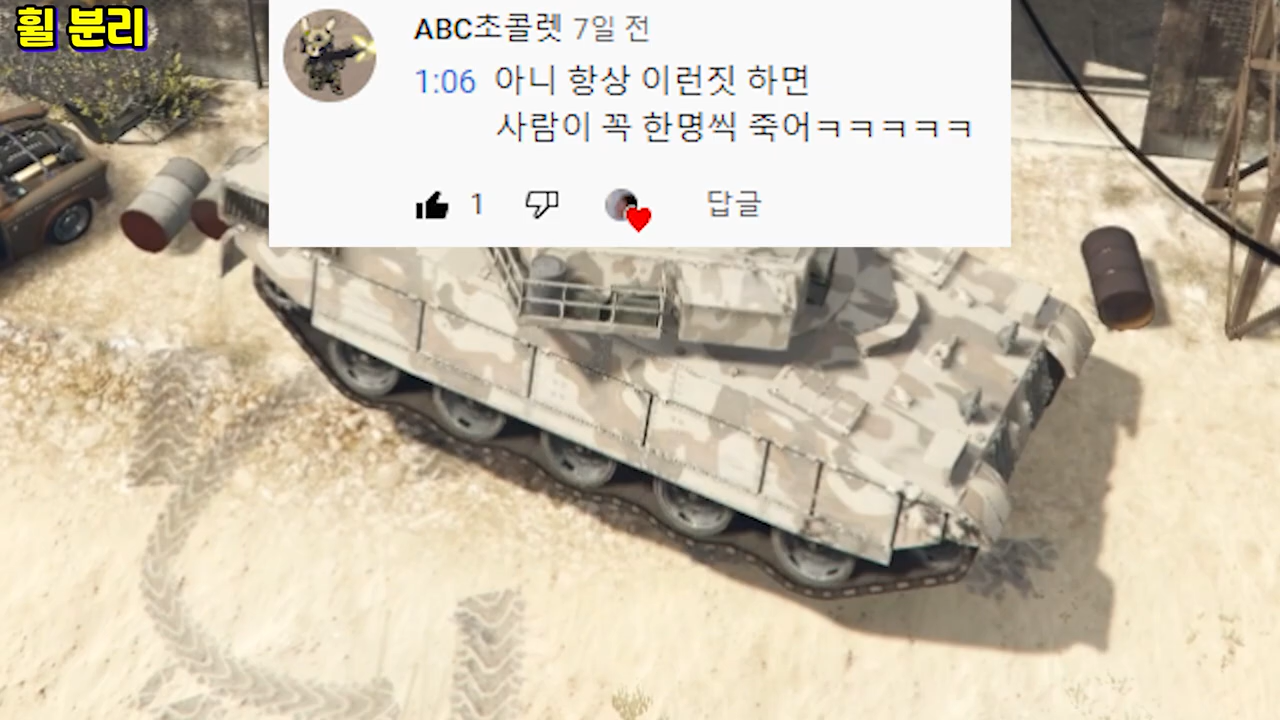 휠 분리
ABC초콜렛 7일 전
1:06 아니 항상 이런짓 하면
사람이 꼭 한명씩 죽어ㅋㅋㅋㅋㅋ
1 답글